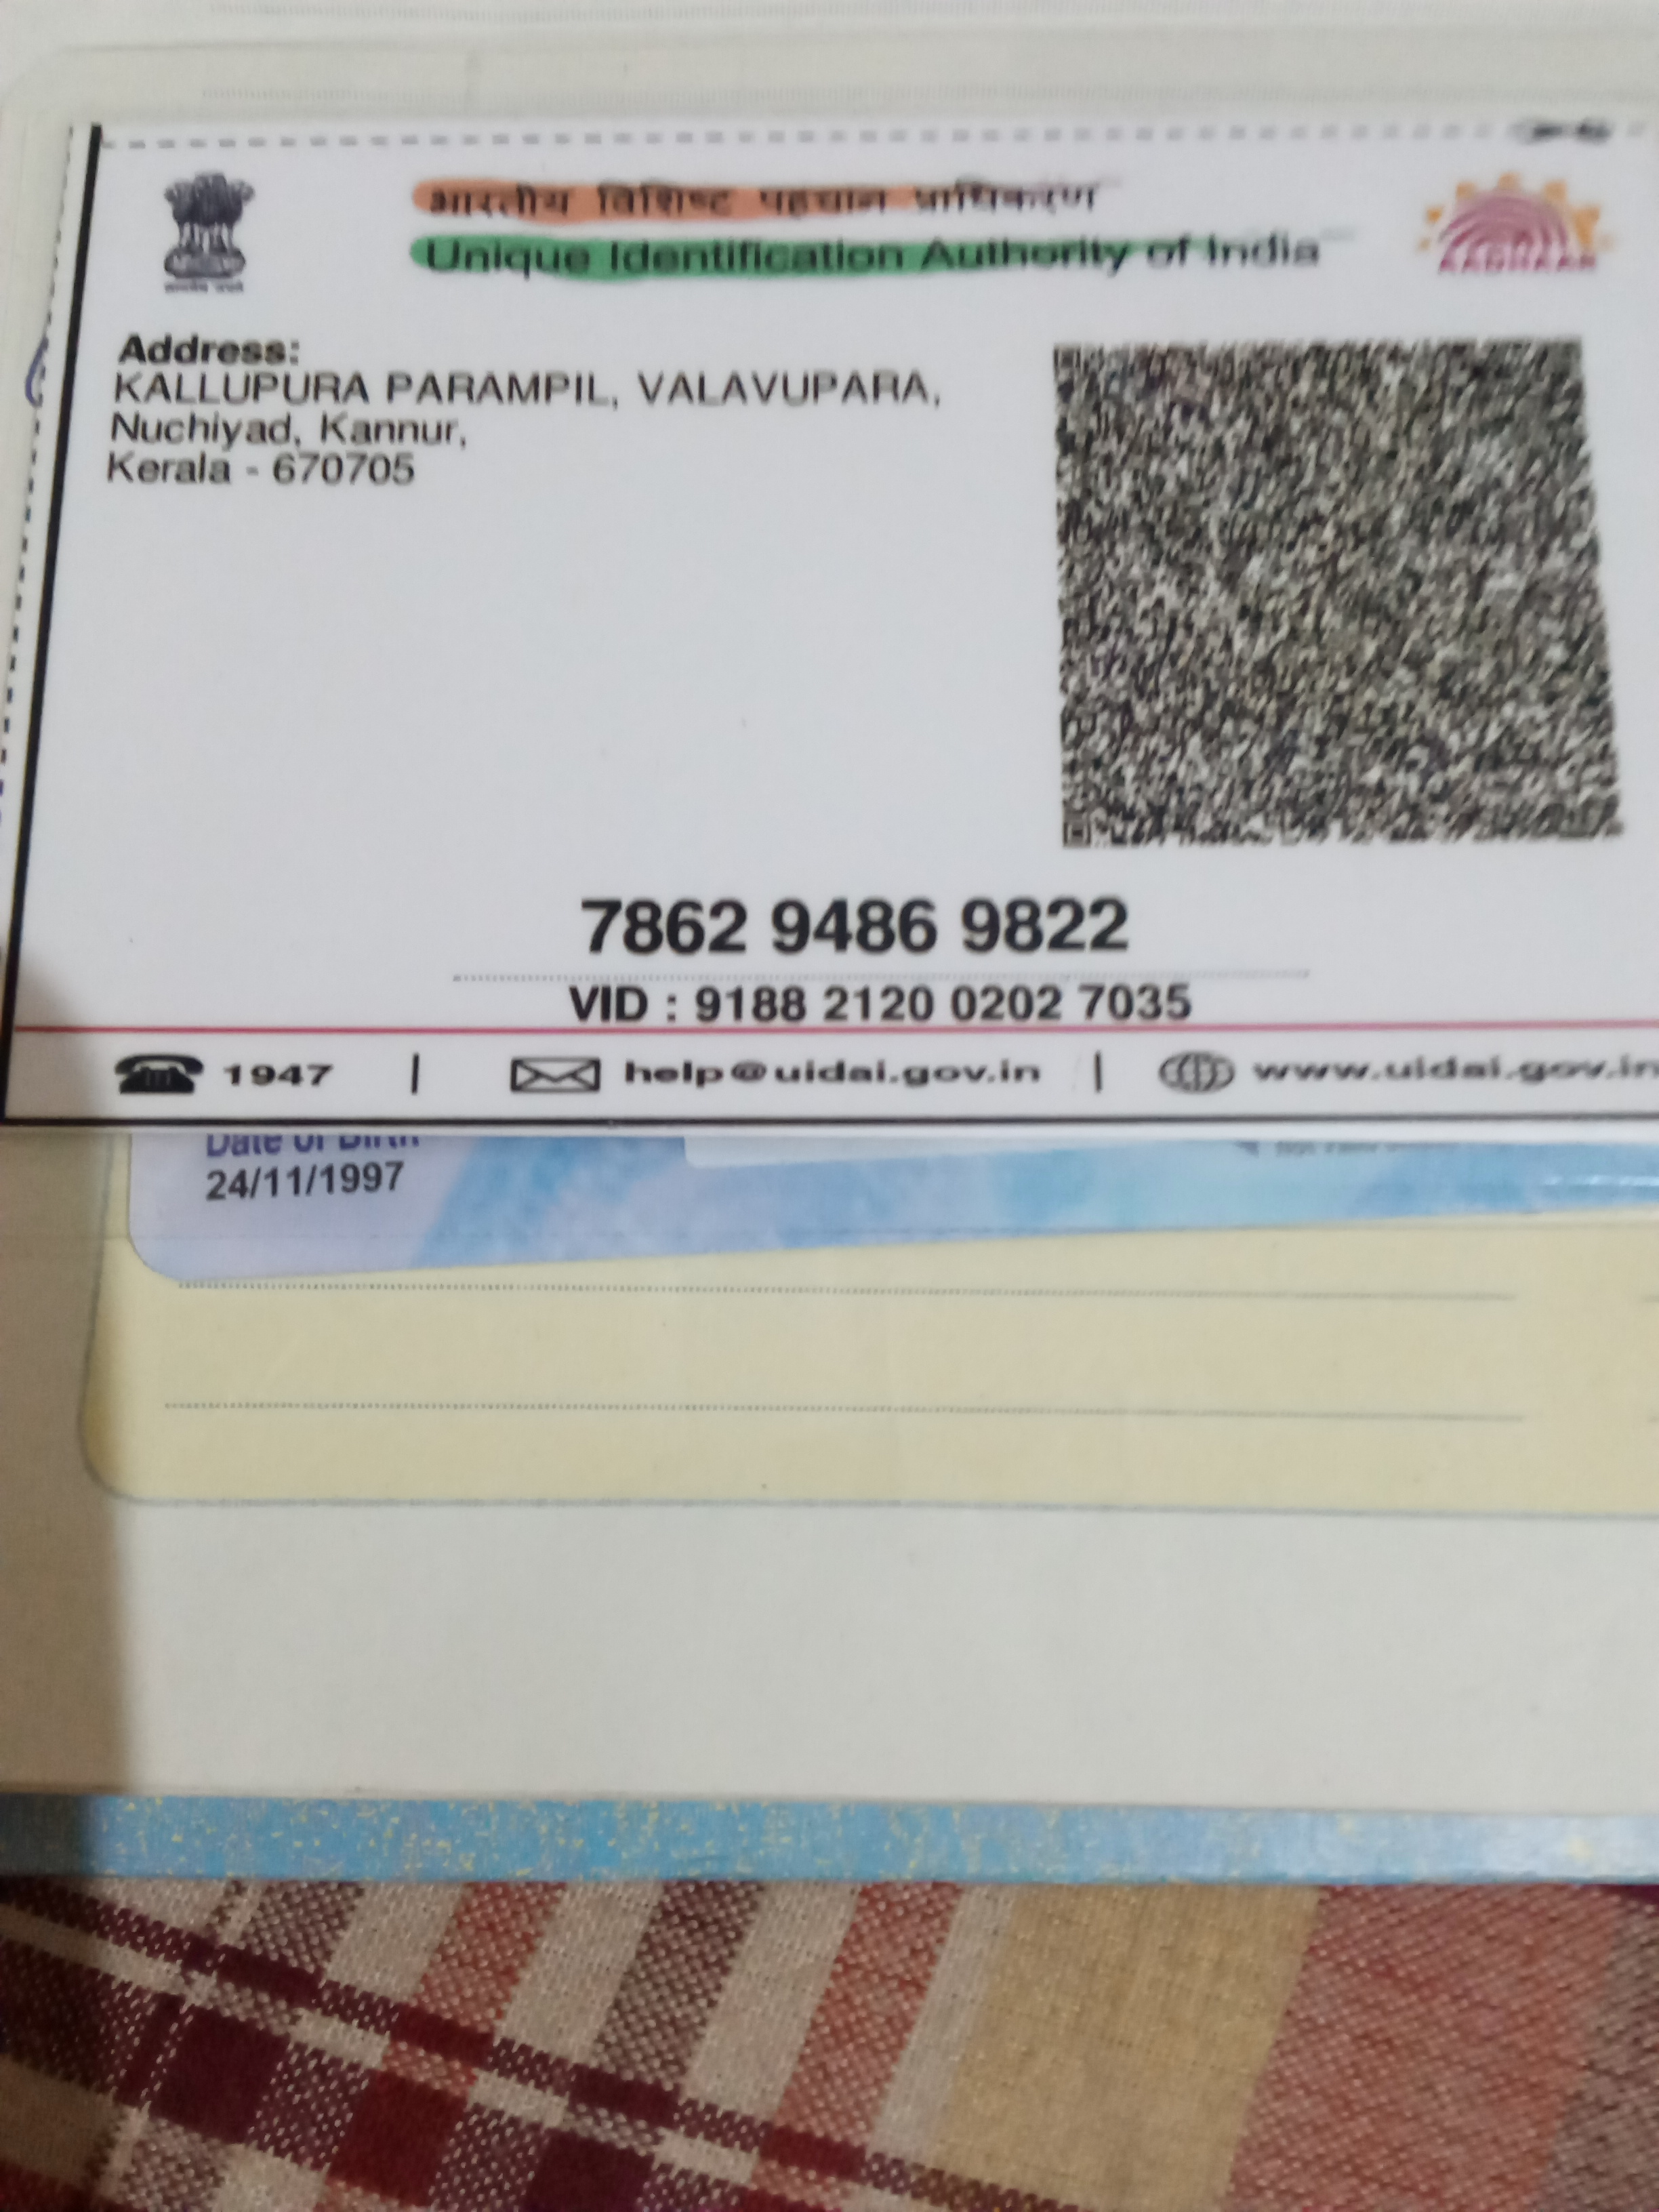 भारतीय विशिष्ट पहचान प्राधिकरण
Unique Identification Authority of India
AADHAAR
Address:
KALLUPURA PARAMPIL, VALAVUPARA,
Nuchiyad, Kannur,
Kerala - 670705
7862 9486 9822
VID : 9188 2120 0202 7035
1947 | help@uidai.gov.in | www.uidai.gov.in
Date of Birth
24/11/1997